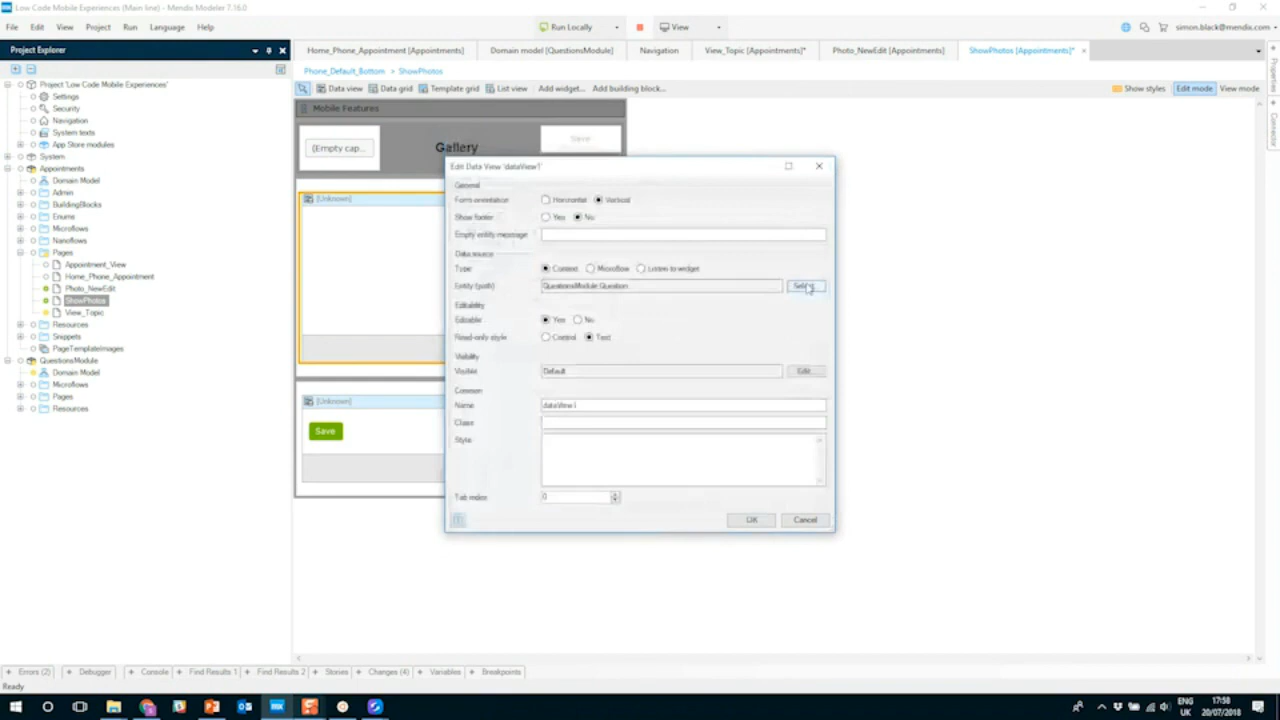 Low Code Mobile Experiences (Main line) - Mendix Modeler 7.16.0
File Edit View Project Run Language Helper
Run Locally View simon.black@mendix.com
Project Explorer
Home_Phone_Appointment [Appointments] Domain model [QuestionsModule] Navigation View_Topic [Appointments]* Photo_NewEdit [Appointments] ShowPhotos [Appointments]*
Phone_Default_Bottom > ShowPhotos
Data view Data grid Template grid List view Add widget... Add building block... Show styles Edit mode View mode
Properties
Connector
Project 'Low Code Mobile Experiences'
Settings
Security
Navigation
System texts
App Store modules
System
Appointments
Domain Model
Admin
BuildingBlocks
Enums
Microflows
Nanoflows
Pages
Appointment_View
Home_Phone_Appointment
Photo_NewEdit
ShowPhotos
View_Topic
Resources
Snippets
PageTemplateImages
QuestionsModule
Domain Model
Microflows
Pages
Resources
Mobile Features
(Empty cap... Gallery Save
[Unknown]
[Unknown]
Save
Edit Data View 'dataView1'
General
Form orientation Horizontal Vertical
Show footer Yes No
Empty entity message
Data source
Type Context Microflow Listen to widget
Entity (path) QuestionsModule.Question Select...
Editability
Editable Yes No
Read-only style Control Text
Visibility
Visible Default Edit...
Common
Name dataView1
Class
Style
Tab index 0
OK Cancel
Errors (2) Debugger Console Find Results 1 Find Results 2 Stories Changes (4) Variables Breakpoints
Ready
ENG 17:58
UK 20/07/2018